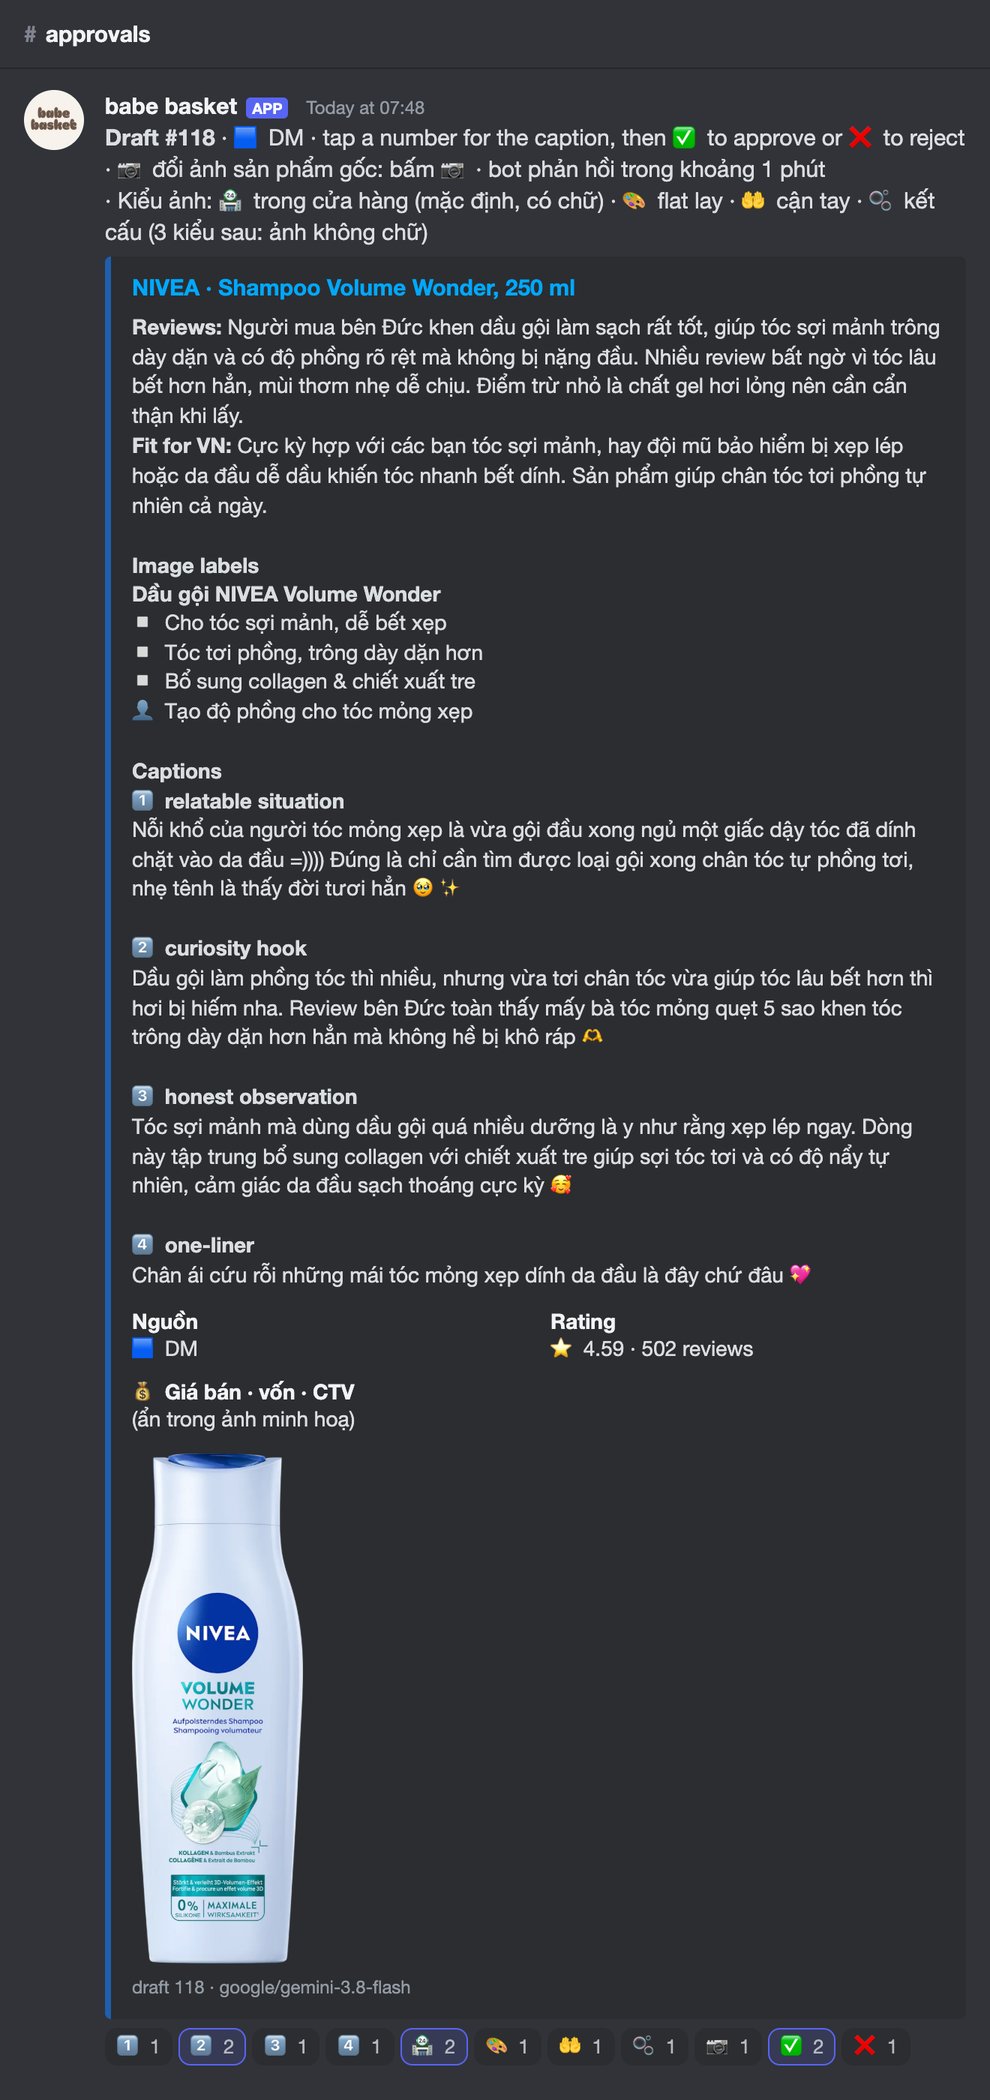 # approvals
babe basket
babe basket APP Today at 07:48
Draft #118 · 🟦 DM · tap a number for the caption, then ✅ to approve or ❌ to reject
· 📷 đổi ảnh sản phẩm gốc: bấm 📷 · bot phản hồi trong khoảng 1 phút
· Kiểu ảnh: 🏪 trong cửa hàng (mặc định, có chữ) · 🎨 flat lay · 🤲 cận tay · 🫧 kết
cấu (3 kiểu sau: ảnh không chữ)
NIVEA · Shampoo Volume Wonder, 250 ml
Reviews: Người mua bên Đức khen dầu gội làm sạch rất tốt, giúp tóc sợi mảnh trông
dày dặn và có độ phồng rõ rệt mà không bị nặng đầu. Nhiều review bất ngờ vì tóc lâu
bết hơn hẳn, mùi thơm nhẹ dễ chịu. Điểm trừ nhỏ là chất gel hơi lỏng nên cần cẩn
thận khi lấy.
Fit for VN: Cực kỳ hợp với các bạn tóc sợi mảnh, hay đội mũ bảo hiểm bị xẹp lép
hoặc da đầu dễ dầu khiến tóc nhanh bết dính. Sản phẩm giúp chân tóc tơi phồng tự
nhiên cả ngày.
Image labels
Dầu gội NIVEA Volume Wonder
▫️ Cho tóc sợi mảnh, dễ bết xẹp
▫️ Tóc tơi phồng, trông dày dặn hơn
▫️ Bổ sung collagen & chiết xuất tre
👤 Tạo độ phồng cho tóc mỏng xẹp
Captions
1️⃣ relatable situation
Nỗi khổ của người tóc mỏng xẹp là vừa gội đầu xong ngủ một giấc dậy tóc đã dính
chặt vào da đầu =)))) Đúng là chỉ cần tìm được loại gội xong chân tóc tự phồng tơi,
nhẹ tênh là thấy đời tươi hẳn 🥹 ✨
2️⃣ curiosity hook
Dầu gội làm phồng tóc thì nhiều, nhưng vừa tơi chân tóc vừa giúp tóc lâu bết hơn thì
hơi bị hiếm nha. Review bên Đức toàn thấy mấy bà tóc mỏng quẹt 5 sao khen tóc
trông dày dặn hơn hẳn mà không hề bị khô ráp 🫶
3️⃣ honest observation
Tóc sợi mảnh mà dùng dầu gội quá nhiều dưỡng là y như rằng xẹp lép ngay. Dòng
này tập trung bổ sung collagen với chiết xuất tre giúp sợi tóc tơi và có độ nẩy tự
nhiên, cảm giác da đầu sạch thoáng cực kỳ 🥰
4️⃣ one-liner
Chân ái cứu rỗi những mái tóc mỏng xẹp dính da đầu là đây chứ đâu 💖
Nguồn
🟦 DM
Rating
⭐ 4.59 · 502 reviews
💰 Giá bán · vốn · CTV
(ẩn trong ảnh minh hoạ)
NIVEA
VOLUME
WONDER
Aufpolsterndes Shampoo
Shampooing volumateur
KOLLAGEN & Bambus Extrakt
COLLAGÈNE & Extrait de Bambou
Stärkt & verleiht 3D-Volumen-Effekt
Fortifie & procure un effet volume 3D
0% SILIKONE
MAXIMALE WIRKSAMKEIT
draft 118 · google/gemini-3.8-flash
1️⃣ 1 2️⃣ 2 3️⃣ 1 4️⃣ 1 🏪 2 🎨 1 🤲 1 🫧 1 📷 1 ✅ 2 ❌ 1